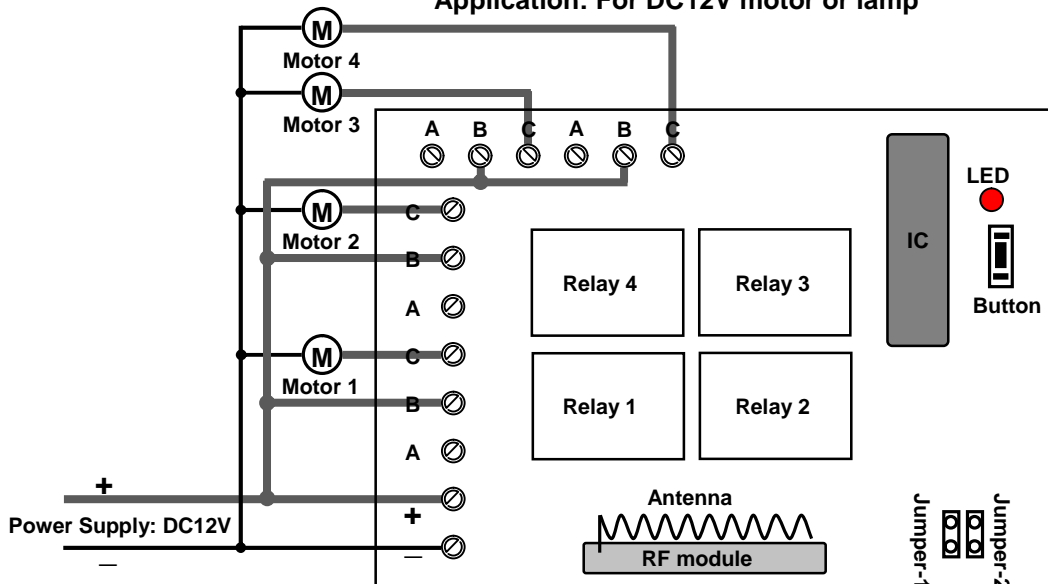 Application: For DC12V motor or lamp
M
Motor 4
M
Motor 3
A B C A B C
LED
C
M
Motor 2
B
Relay 4
Relay 3
IC
A
Button
C
M
Motor 1
B
Relay 1
Relay 2
A
+
+
Power Supply: DC12V
_
_
Antenna
RF module
Jumper-1
Jumper-2